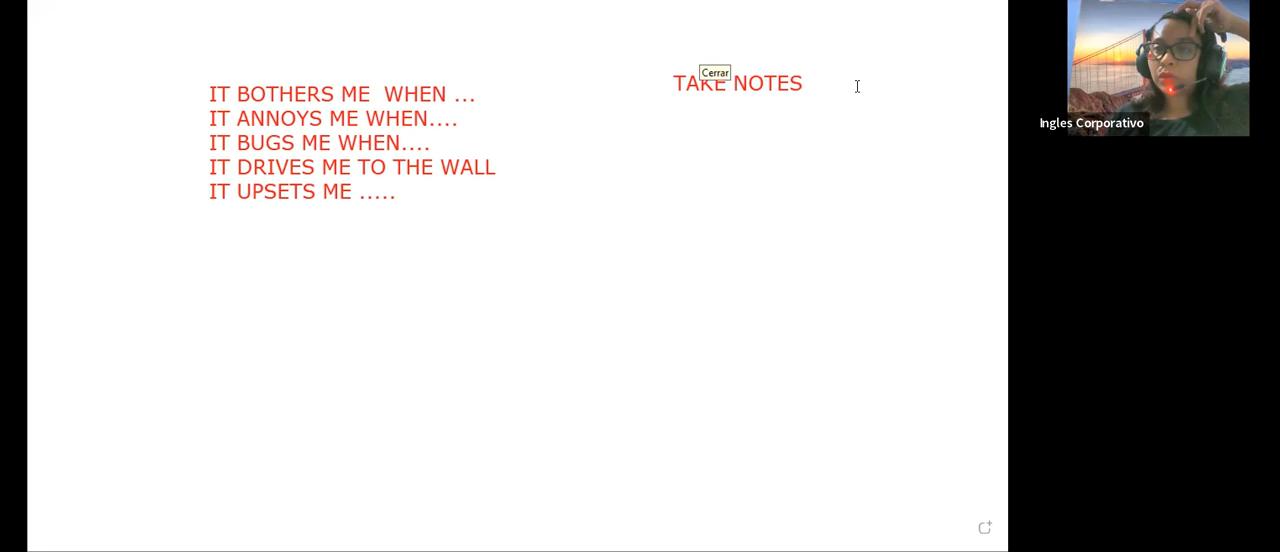 IT BOTHERS ME  WHEN ...
IT ANNOYS ME WHEN....
IT BUGS ME WHEN....
IT DRIVES ME TO THE WALL
IT UPSETS ME .....
Cerrar
TAKE NOTES
Ingles Corporativo